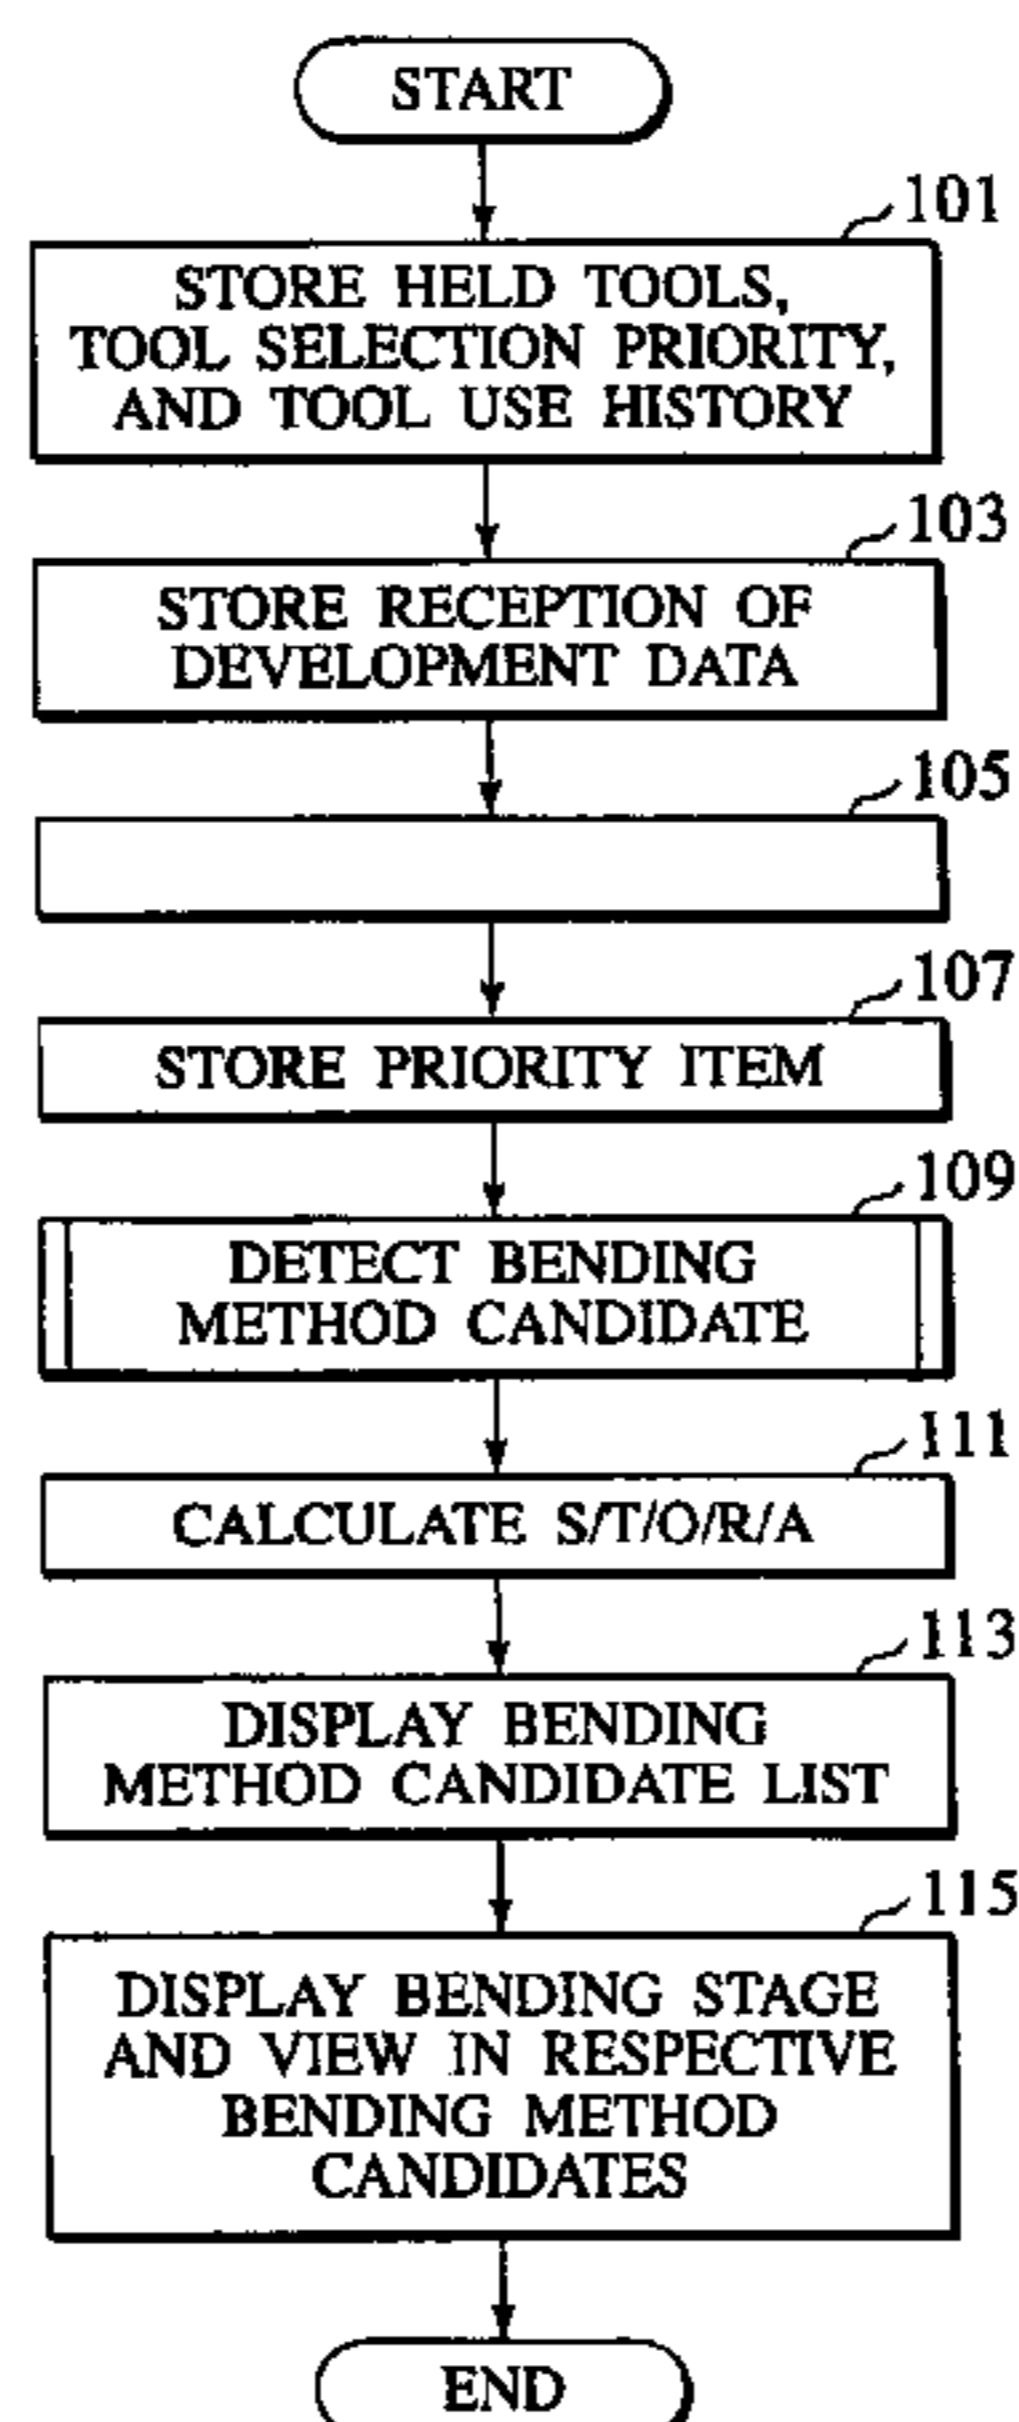 START
101
STORE HELD TOOLS,
TOOL SELECTION PRIORITY,
AND TOOL USE HISTORY
103
STORE RECEPTION OF
DEVELOPMENT DATA
105
107
STORE PRIORITY ITEM
109
DETECT BENDING
METHOD CANDIDATE
111
CALCULATE S/T/O/R/A
113
DISPLAY BENDING
METHOD CANDIDATE LIST
115
DISPLAY BENDING STAGE
AND VIEW IN RESPECTIVE
BENDING METHOD
CANDIDATES
END